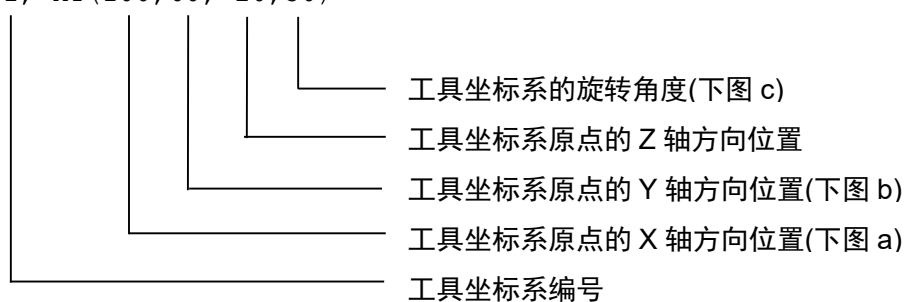 工具坐标系的旋转角度(下图 c)
工具坐标系原点的 Z 轴方向位置
工具坐标系原点的 Y 轴方向位置(下图 b)
工具坐标系原点的 X 轴方向位置(下图 a)
工具坐标系编号